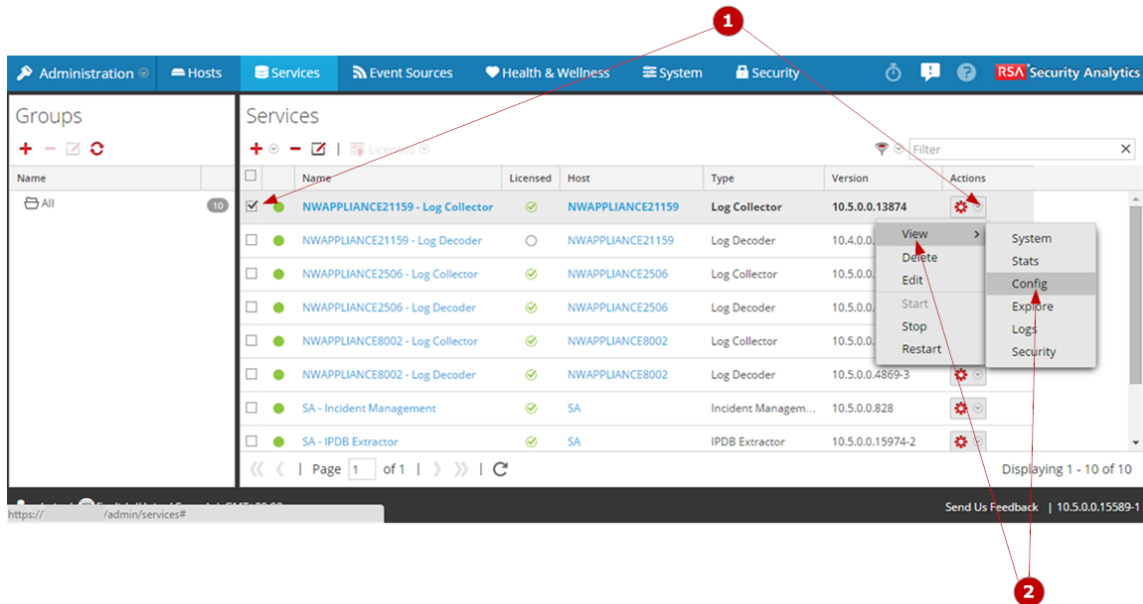 1
Administration Hosts Services Event Sources Health & Wellness System Security RSA Security Analytics
Groups
Services
Licenses Filter
Name
Name Licensed Host Type Version Actions
All 10
NWAPPLIANCE21159 - Log Collector NWAPPLIANCE21159 Log Collector 10.5.0.0.13874
NWAPPLIANCE21159 - Log Decoder NWAPPLIANCE21159 Log Decoder 10.4.0.0.
NWAPPLIANCE2506 - Log Collector NWAPPLIANCE2506 Log Collector 10.5.0.0.
NWAPPLIANCE2506 - Log Decoder NWAPPLIANCE2506 Log Decoder 10.5.0.0.
NWAPPLIANCE8002 - Log Collector NWAPPLIANCE8002 Log Collector 10.5.0.0.
NWAPPLIANCE8002 - Log Decoder NWAPPLIANCE8002 Log Decoder 10.5.0.0.4869-3
SA - Incident Management SA Incident Managem... 10.5.0.0.828
SA - IPDB Extractor SA IPDB Extractor 10.5.0.0.15974-2
View
Delete
Edit
Start
Stop
Restart
System
Stats
Config
Explore
Logs
Security
Page 1 of 1
Displaying 1 - 10 of 10
https:// /admin/services#
Send Us Feedback | 10.5.0.0.15589-1
2